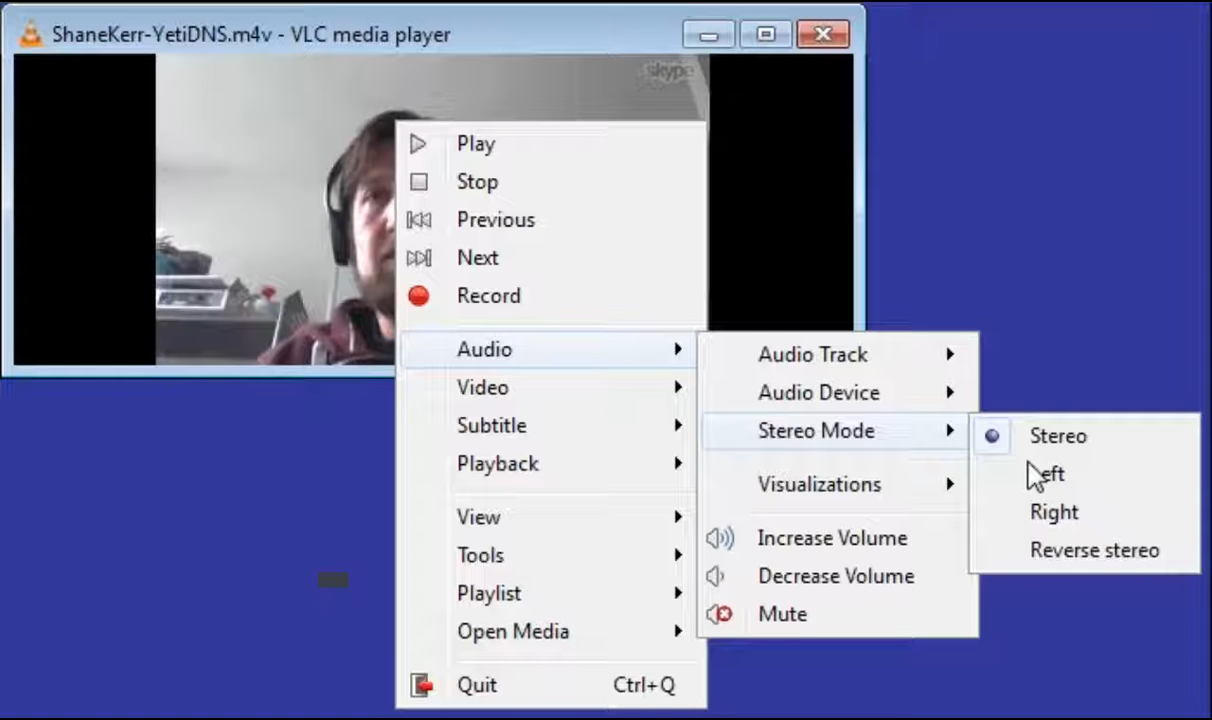 ShaneKerr-YetiDNS.m4v - VLC media player
skype
Play
Stop
Previous
Next
Record
Audio
Video
Subtitle
Playback
View
Tools
Playlist
Open Media
Quit Ctrl+Q
Audio Track
Audio Device
Stereo Mode
Visualizations
Increase Volume
Decrease Volume
Mute
Stereo
Left
Right
Reverse stereo